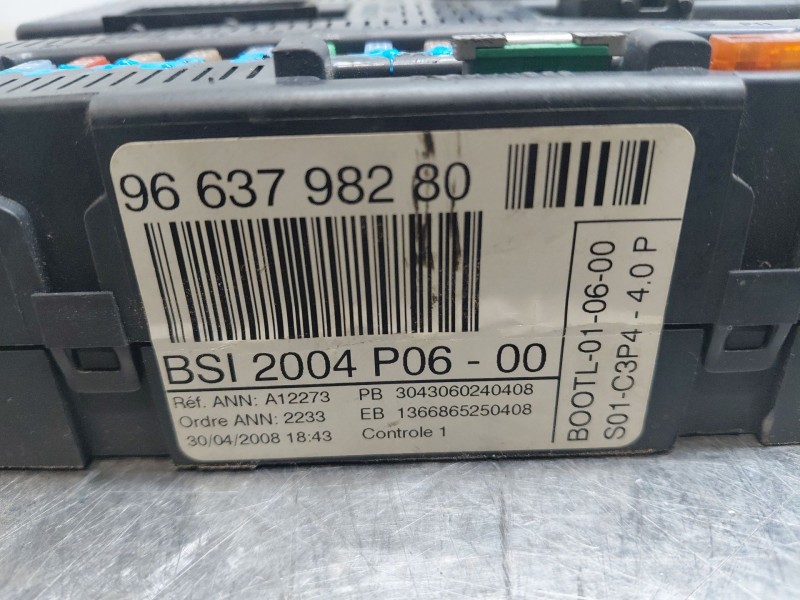 96 637 982 80
BSI 2004 P06 - 00
Réf. ANN: A12273 PB 3043060240408
Ordre ANN: 2233 EB 1366865250408
30/04/2008 18:43 Controle 1
BOOTL-01-06-00
S01-C3P4 - 4.0 P